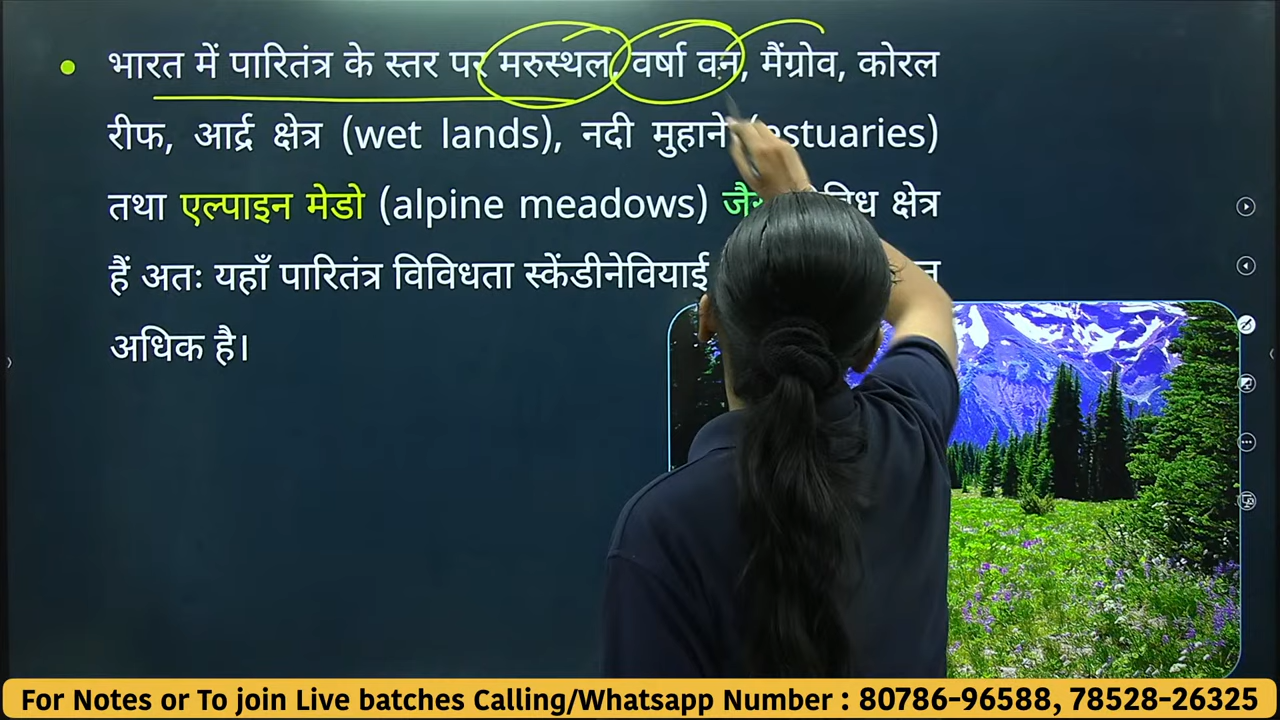 भारत में पारितंत्र के स्तर पर मरुस्थल, वर्षा वन, मैंग्रोव, कोरल
रीफ, आर्द्र क्षेत्र (wet lands), नदी मुहाने (estuaries)
तथा एल्पाइन मेडो (alpine meadows) क्षेत्र
हैं अतः यहाँ पारितंत्र विविधता स्केंडीनेवियाई
अधिक है।
For Notes or To join Live batches Calling/Whatsapp Number : 80786-96588, 78528-26325